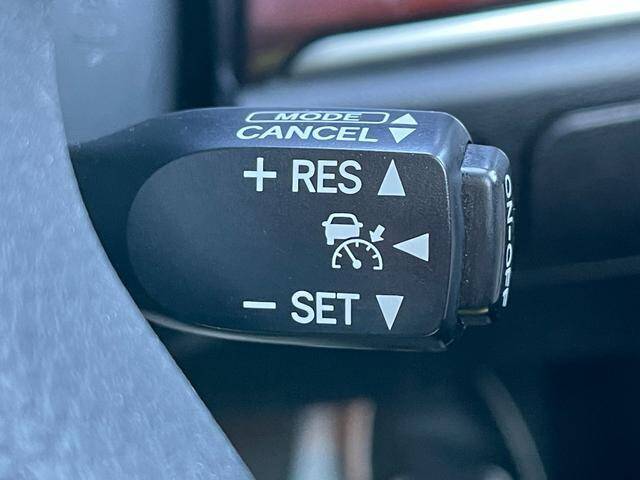 MODE
CANCEL
+ RES
− SET
ON-OFF